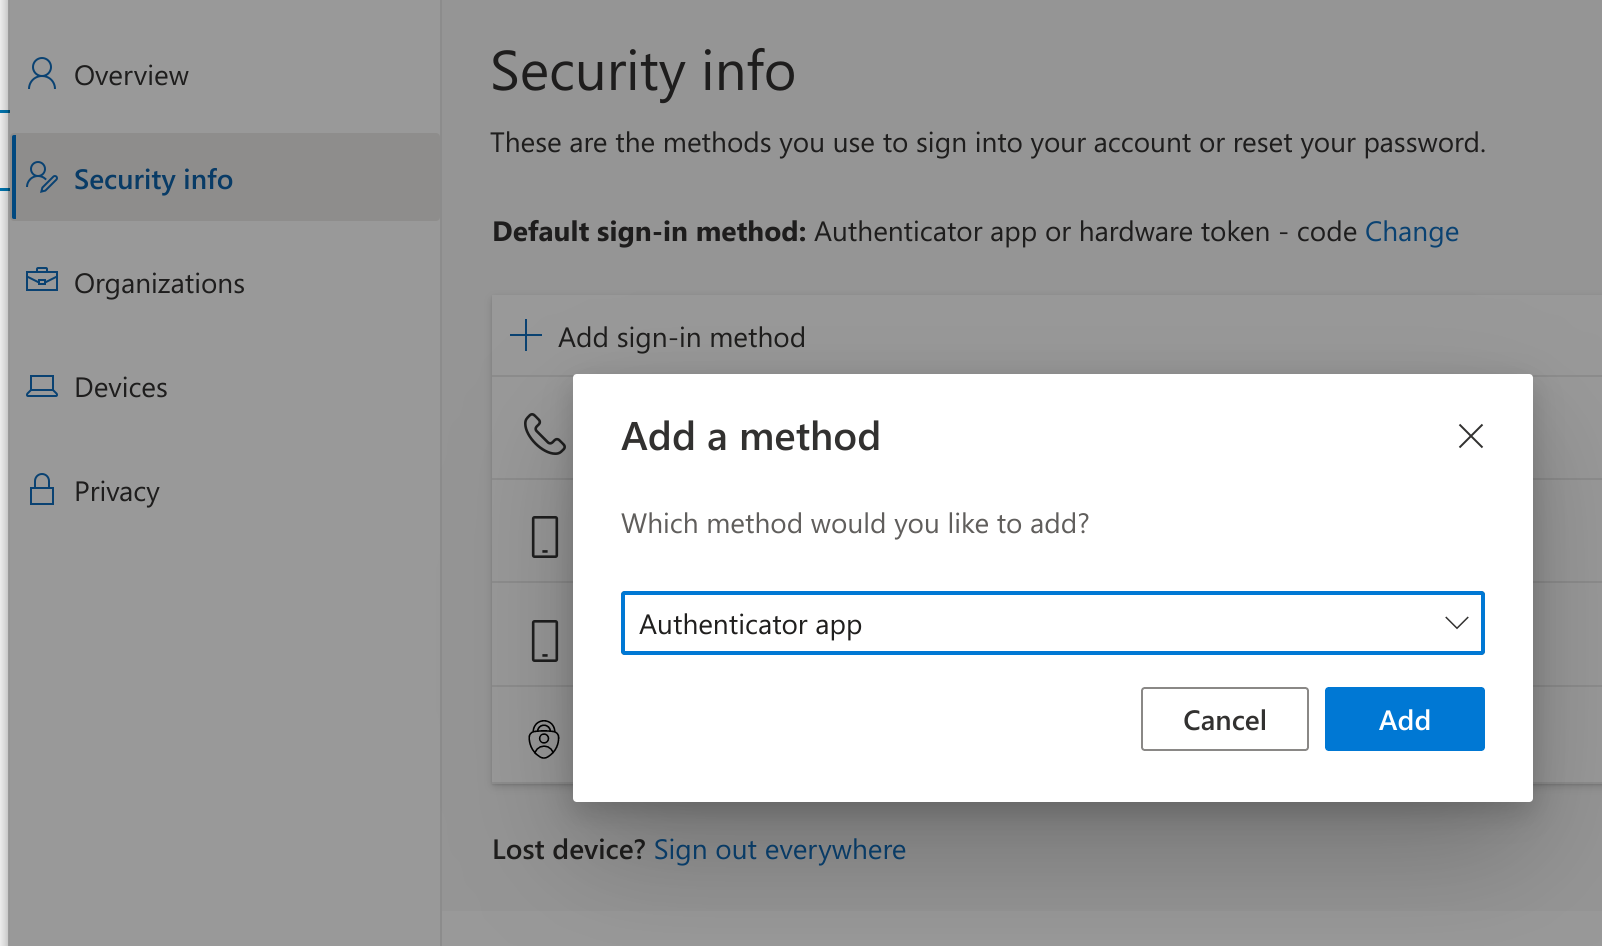 Overview
Security info
Organizations
Devices
Privacy
Security info
These are the methods you use to sign into your account or reset your password.
Default sign-in method: Authenticator app or hardware token - code Change
Add sign-in method
Add a method
Which method would you like to add?
Authenticator app
Cancel
Add
Lost device? Sign out everywhere